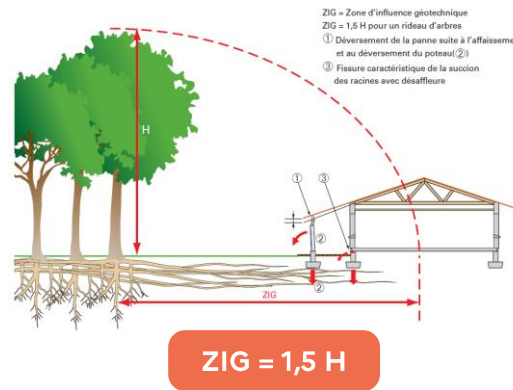 ZIG = Zone d'influence géotechnique
ZIG = 1,5 H pour un rideau d'arbres
① Déversement de la panne suite à l'affaisseme
et au déversement du poteau(②)
③ Fissure caractéristique de la succion
des racines avec désaffleure
H
① ③
②
②
ZIG
ZIG = 1,5 H